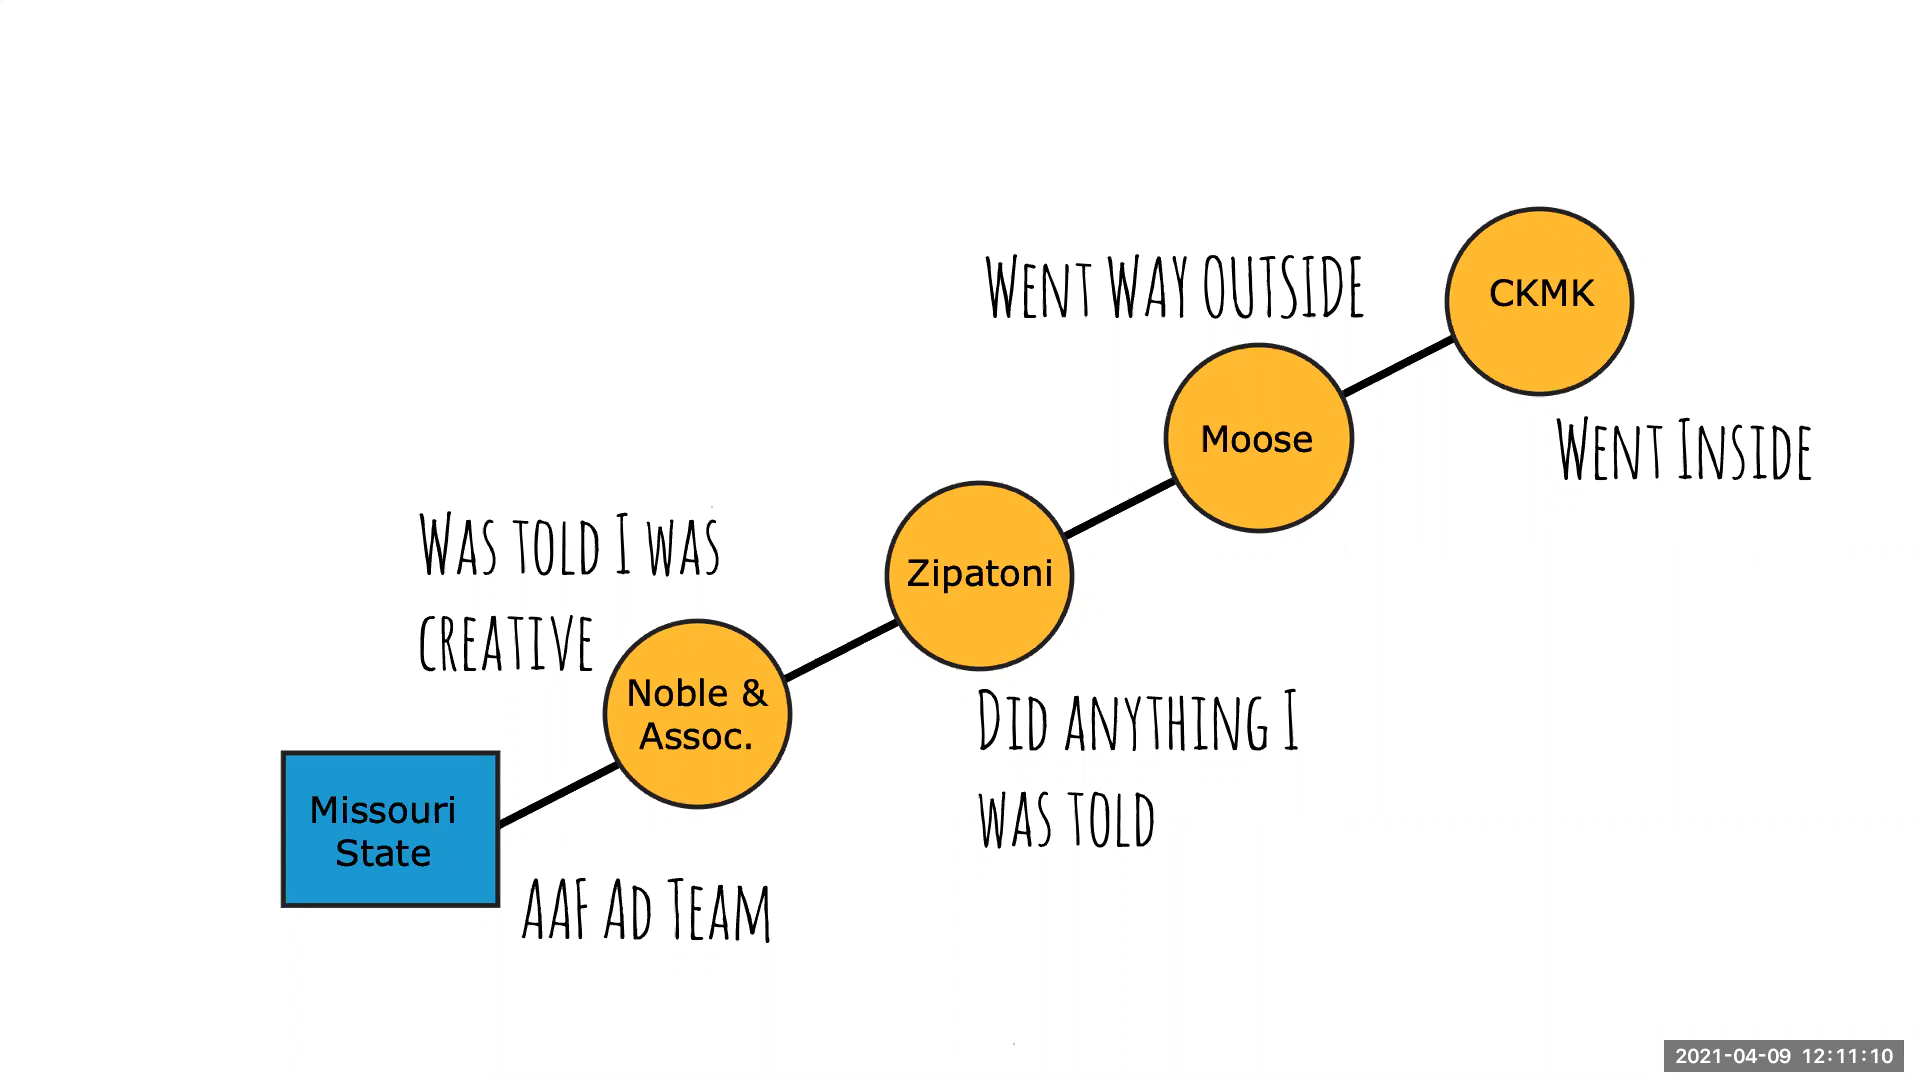 Went WAY OUTSIDE
CKMK
Moose
Went Inside
Was told I was
creative
Zipatoni
Noble &
Assoc.
Did anything I
was told
Missouri
State
AAF Ad Team
2021-04-09 12:11:10